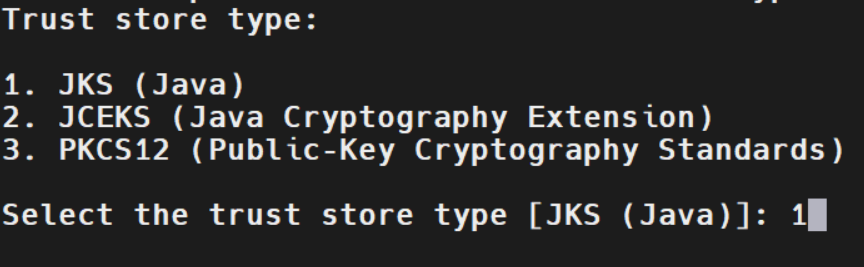 Trust store type:
1. JKS (Java)
2. JCEKS (Java Cryptography Extension)
3. PKCS12 (Public-Key Cryptography Standards)
Select the trust store type [JKS (Java)]: 1